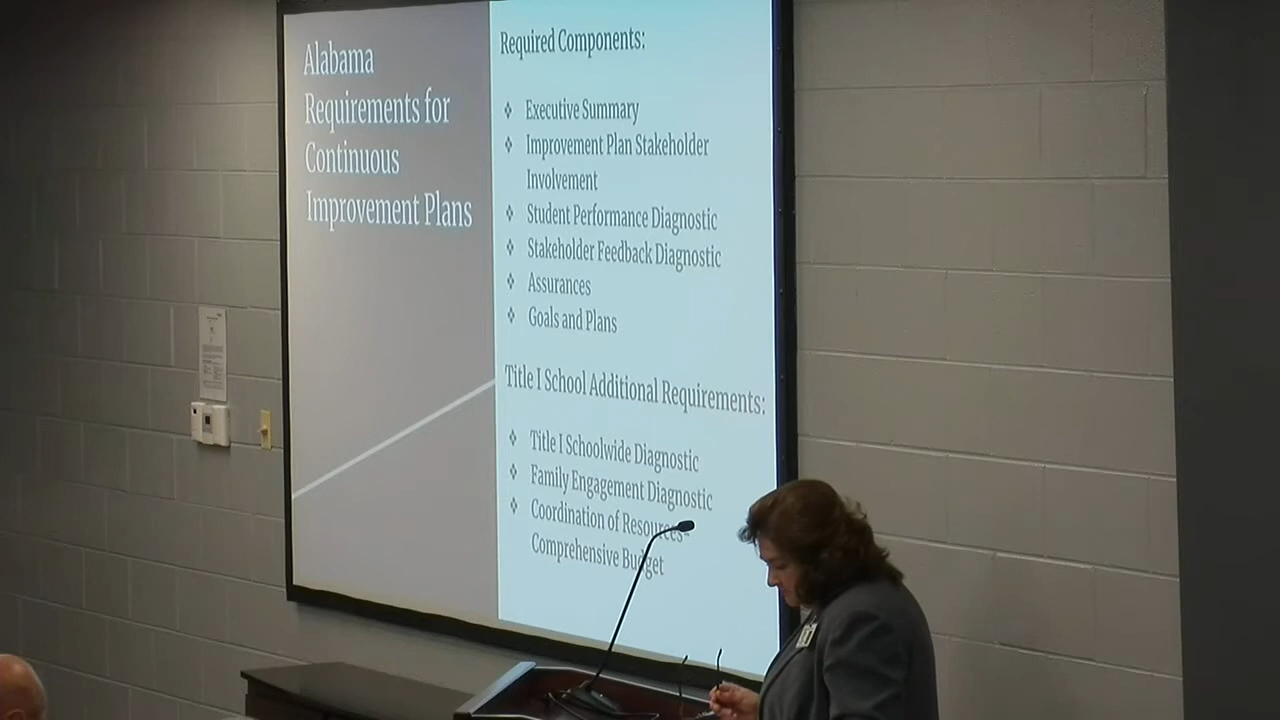 Alabama
Requirements for
Continuous
Improvement Plans
Required Components:
❖ Executive Summary
❖ Improvement Plan Stakeholder
Involvement
❖ Student Performance Diagnostic
❖ Stakeholder Feedback Diagnostic
❖ Assurances
❖ Goals and Plans
Title I School Additional Requirements:
❖ Title I Schoolwide Diagnostic
❖ Family Engagement Diagnostic
❖ Coordination of Resources-
Comprehensive Budget